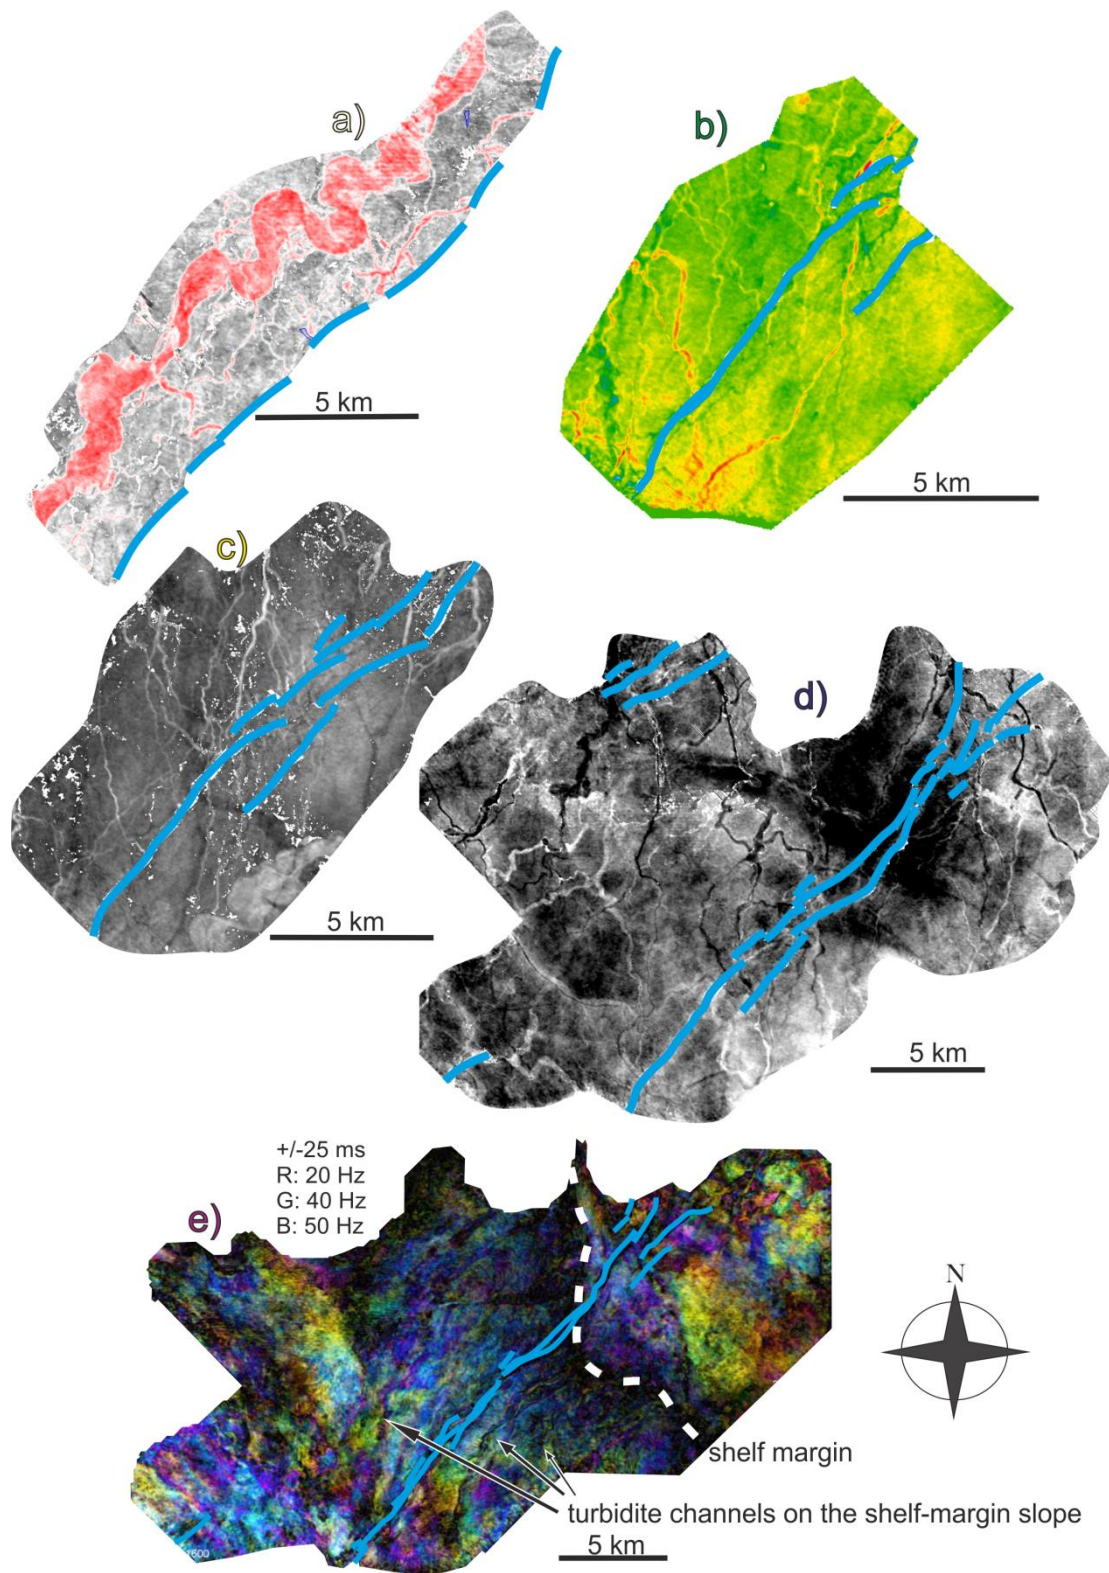 a)
b)
5 km
5 km
c)
d)
5 km
5 km
+/-25 ms
R: 20 Hz
G: 40 Hz
B: 50 Hz
e)
N
shelf margin
turbidite channels on the shelf-margin slope
5 km